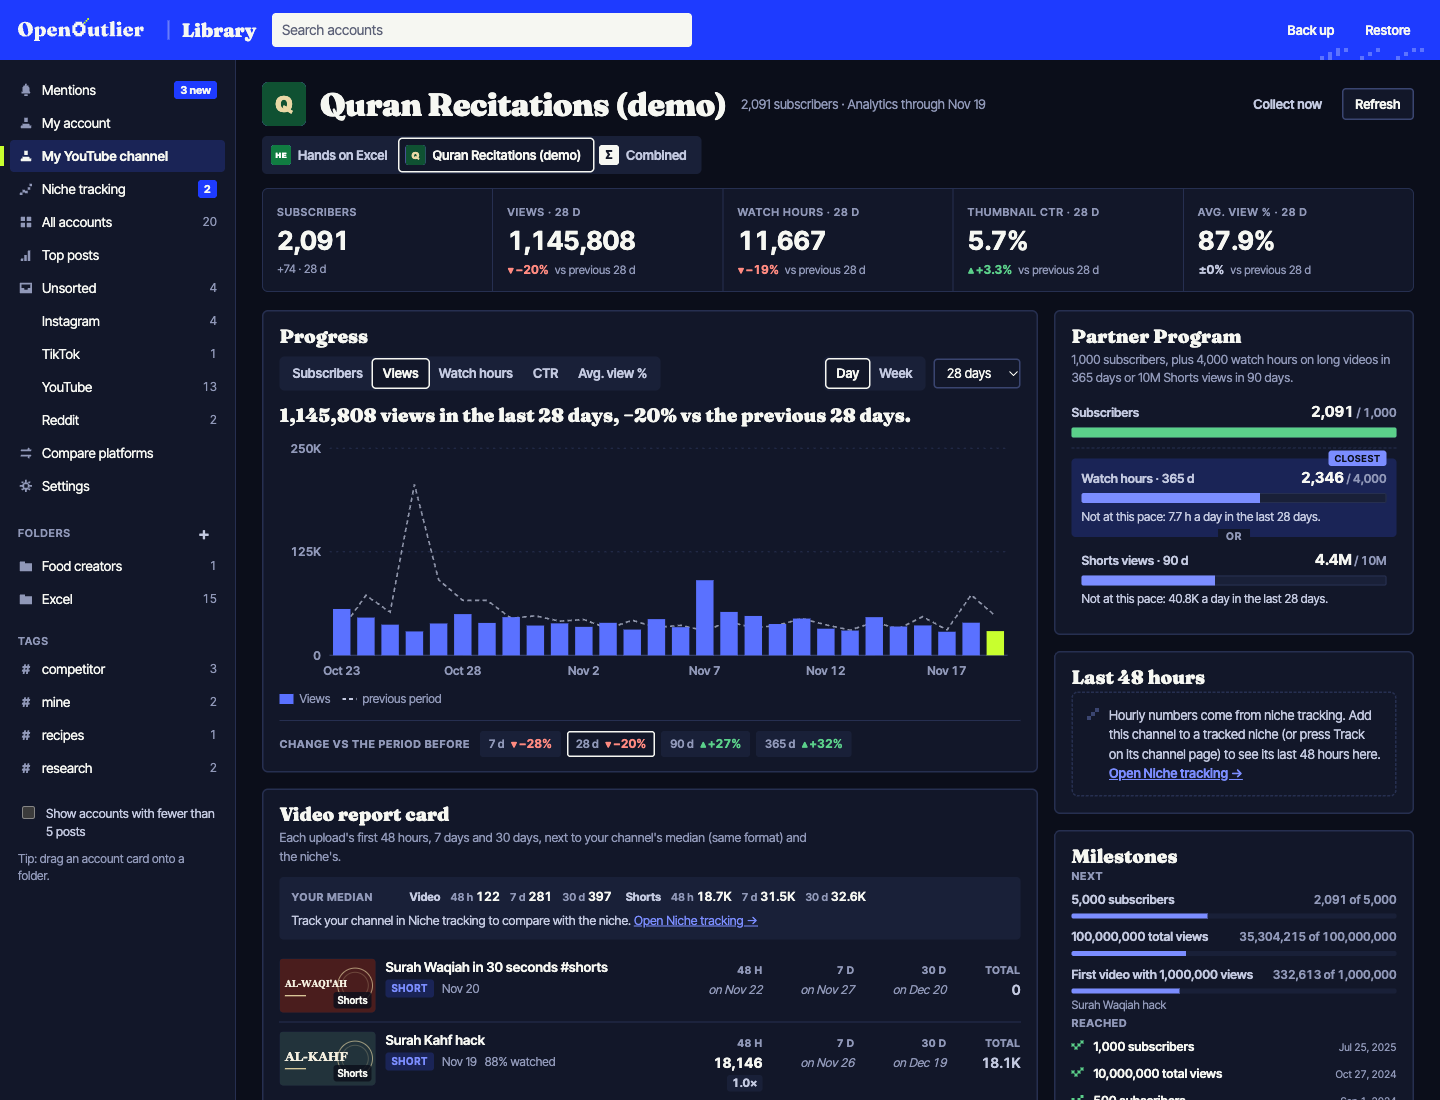 OpenOutlier
Library
Search accounts
Back up
Restore
Mentions
3 new
My account
My YouTube channel
Niche tracking
2
All accounts
20
Top posts
Unsorted
4
Instagram
4
TikTok
1
YouTube
13
Reddit
2
Compare platforms
Settings
FOLDERS
+
Food creators
1
Excel
15
TAGS
# competitor
3
# mine
2
# recipes
1
# research
2
Show accounts with fewer than
5 posts
Tip: drag an account card onto a
folder.
Q
Quran Recitations (demo)
2,091 subscribers · Analytics through Nov 19
Collect now
Refresh
HE Hands on Excel
Q Quran Recitations (demo)
Σ Combined
SUBSCRIBERS
2,091
+74 · 28 d
VIEWS · 28 D
1,145,808
▼−20% vs previous 28 d
WATCH HOURS · 28 D
11,667
▼−19% vs previous 28 d
THUMBNAIL CTR · 28 D
5.7%
▲+3.3% vs previous 28 d
AVG. VIEW % · 28 D
87.9%
±0% vs previous 28 d
Progress
Subscribers
Views
Watch hours
CTR
Avg. view %
Day
Week
28 days
1,145,808 views in the last 28 days, −20% vs the previous 28 days.
250K
125K
0
Oct 23
Oct 28
Nov 2
Nov 7
Nov 12
Nov 17
Views
previous period
CHANGE VS THE PERIOD BEFORE
7 d ▼−28%
28 d ▼−20%
90 d ▲+27%
365 d ▲+32%
Video report card
Each upload's first 48 hours, 7 days and 30 days, next to your channel's median (same format) and
the niche's.
YOUR MEDIAN
Video 48 h 122 7 d 281 30 d 397 Shorts 48 h 18.7K 7 d 31.5K 30 d 32.6K
Track your channel in Niche tracking to compare with the niche. Open Niche tracking →
AL-WAQI'AH
Shorts
Surah Waqiah in 30 seconds #shorts
SHORT Nov 20
48 H
on Nov 22
7 D
on Nov 27
30 D
on Dec 20
TOTAL
0
AL-KAHF
Shorts
Surah Kahf hack
SHORT Nov 19 88% watched
48 H
18,146
1.0×
7 D
on Nov 26
30 D
on Dec 19
TOTAL
18.1K
Partner Program
1,000 subscribers, plus 4,000 watch hours on long videos in
365 days or 10M Shorts views in 90 days.
Subscribers
2,091 / 1,000
CLOSEST
Watch hours · 365 d
2,346 / 4,000
Not at this pace: 7.7 h a day in the last 28 days.
OR
Shorts views · 90 d
4.4M / 10M
Not at this pace: 40.8K a day in the last 28 days.
Last 48 hours
Hourly numbers come from niche tracking. Add
this channel to a tracked niche (or press Track
on its channel page) to see its last 48 hours here.
Open Niche tracking →
Milestones
NEXT
5,000 subscribers
2,091 of 5,000
100,000,000 total views
35,304,215 of 100,000,000
First video with 1,000,000 views
332,613 of 1,000,000
Surah Waqiah hack
REACHED
1,000 subscribers
Jul 25, 2025
10,000,000 total views
Oct 27, 2024
500 subscribers
Sep 1, 2024